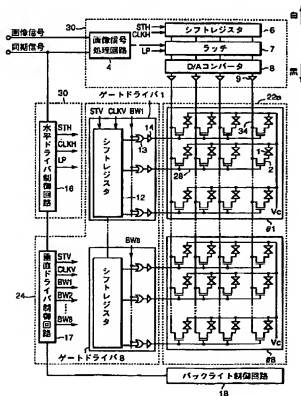 30
画像信号
同期信号
画像信号処理回路
4
STH
CLKH
LP
シフトレジスタ
6
ラッチ
7
D/Aコンバータ
8
9
22a
30
ゲートドライバ1
STV CLKV BW1
14
13
シフトレジスタ
12
水平ドライバ制御回路
16
STH
CLKH
LP
34
1
2
28
VC
#1
24
垂直ドライバ制御回路
17
STV
CLKV
BW1
BW2
BW8
BW8
シフトレジスタ
ゲートドライバ8
VC
#8
バックライト制御回路
18